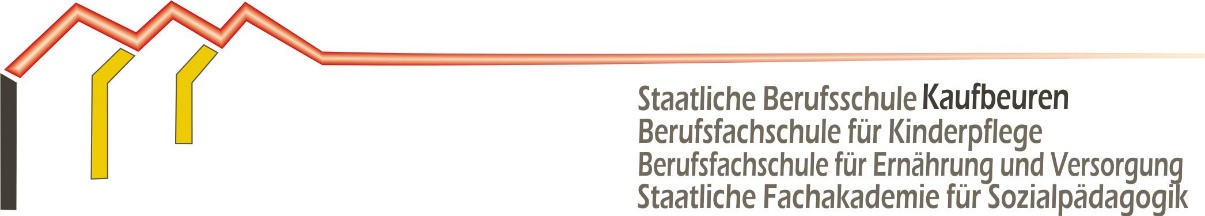 Staatliche Berufsschule Kaufbeuren
Berufsfachschule für Kinderpflege
Berufsfachschule für Ernährung und Versorgung
Staatliche Fachakademie für Sozialpädagogik